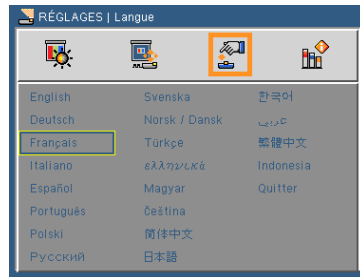 RÉGLAGES | Langue
English
Deutsch
Français
Italiano
Español
Português
Polski
Русский
Svenska
Norsk / Dansk
Türkçe
ελληνικά
Magyar
Čeština
简体中文
日本語
한국어
عربي
繁體中文
Indonesia
Quitter